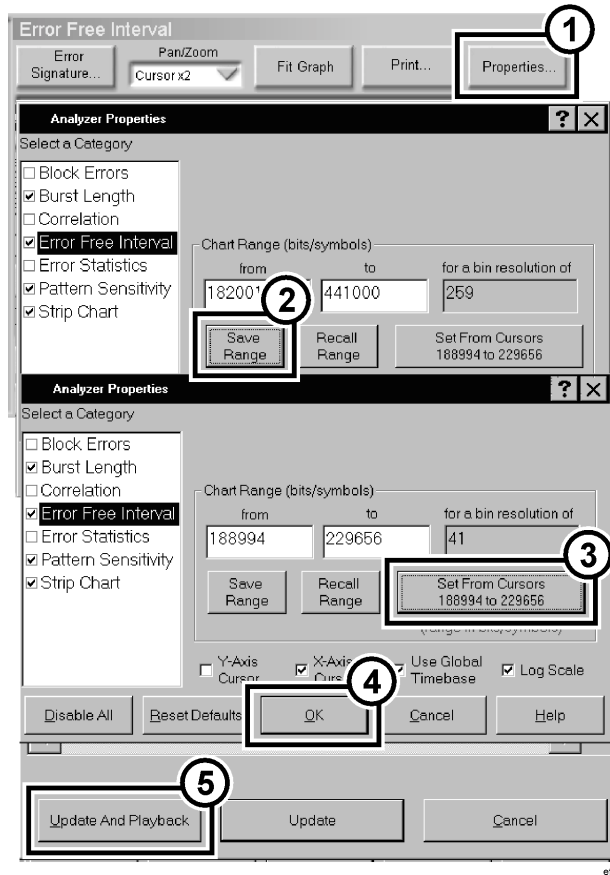 Error Free Interval
1
Error Signature...
Pan/Zoom
Cursor x2
Fit Graph
Print...
Properties...
Analyzer Properties
? X
Select a Category
Block Errors
Burst Length
Correlation
Error Free Interval
Error Statistics
Pattern Sensitivity
Strip Chart
Chart Range (bits/symbols)
from
to
for a bin resolution of
182001
441000
259
2
Save Range
Recall Range
Set From Cursors
188994 to 229656
Analyzer Properties
? X
Select a Category
Block Errors
Burst Length
Correlation
Error Free Interval
Error Statistics
Pattern Sensitivity
Strip Chart
Chart Range (bits/symbols)
from
to
for a bin resolution of
188994
229656
41
3
Save Range
Recall Range
Set From Cursors
188994 to 229656
(range in bits/symbols)
Y-Axis Cursor
X-Axis
Use Global Timebase
Log Scale
4
Disable All
Reset Defaults
OK
Cancel
Help
5
Update And Playback
Update
Cancel